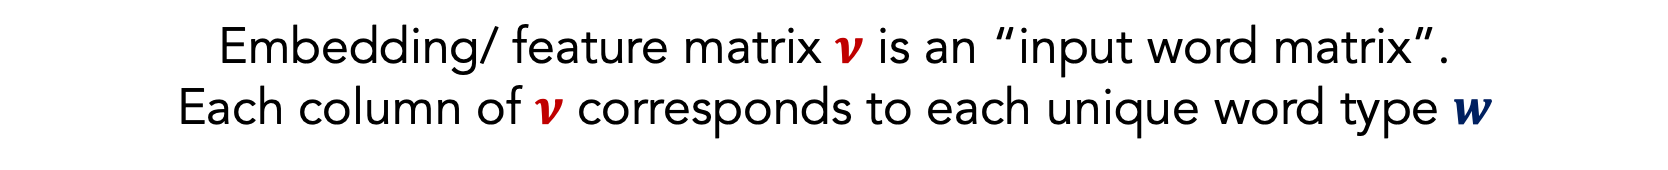 Embedding/ feature matrix 𝝂 is an “input word matrix”.
Each column of 𝝂 corresponds to each unique word type 𝒘